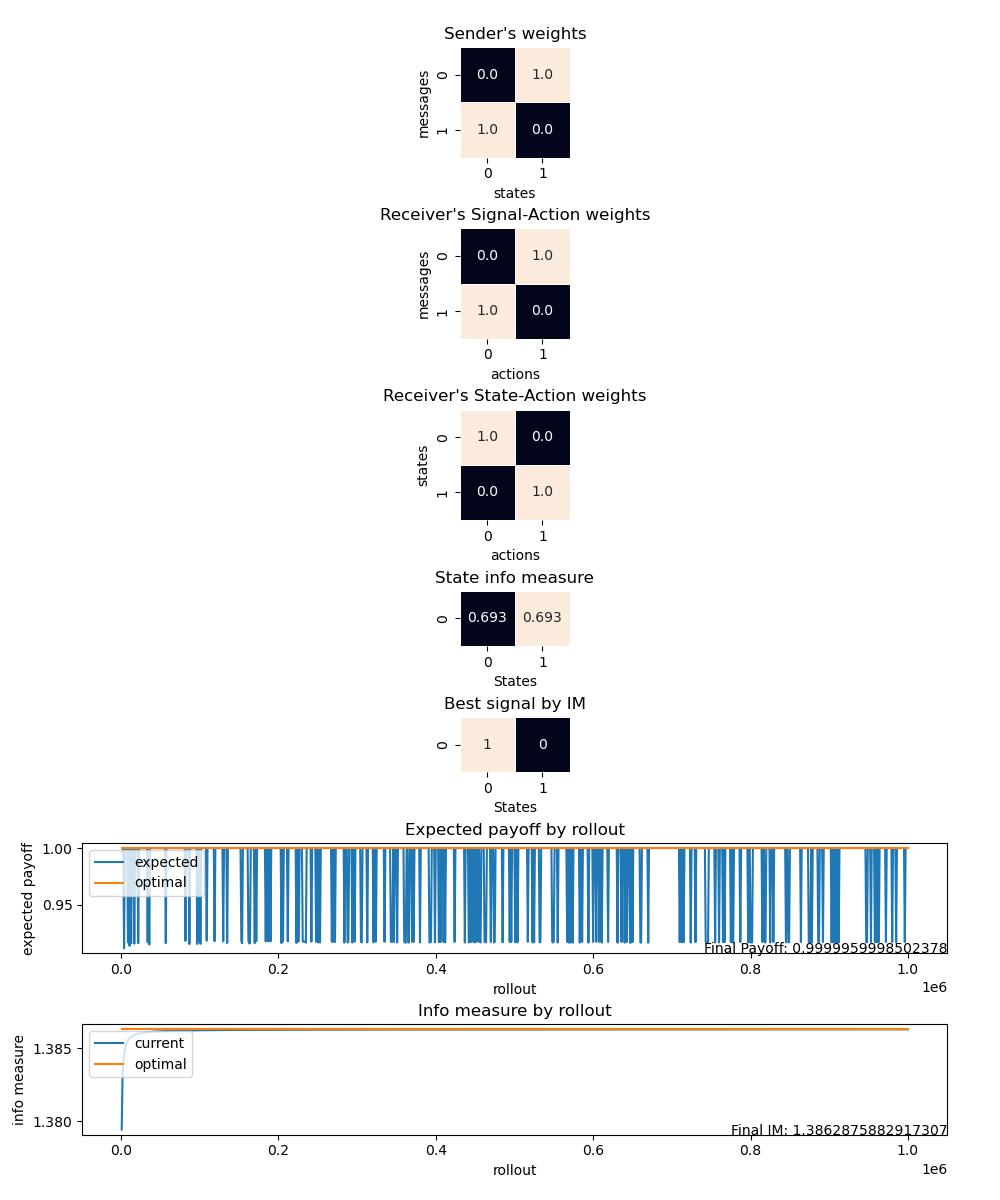 Sender's weights
messages
0
0.0 1.0
1
1.0 0.0
0 1
states
Receiver's Signal-Action weights
messages
0
0.0 1.0
1
1.0 0.0
0 1
actions
Receiver's State-Action weights
states
0
1.0 0.0
1
0.0 1.0
0 1
actions
State info measure
0
0.693 0.693
0 1
States
Best signal by IM
0
1 0
0 1
States
Expected payoff by rollout
expected payoff
1.00
0.95
expected
optimal
Final Payoff: 0.9999959998502378
0.0 0.2 0.4 0.6 0.8 1.0
1e6
rollout
Info measure by rollout
info measure
1.385
1.380
current
optimal
Final IM: 1.3862875882917307
0.0 0.2 0.4 0.6 0.8 1.0
1e6
rollout